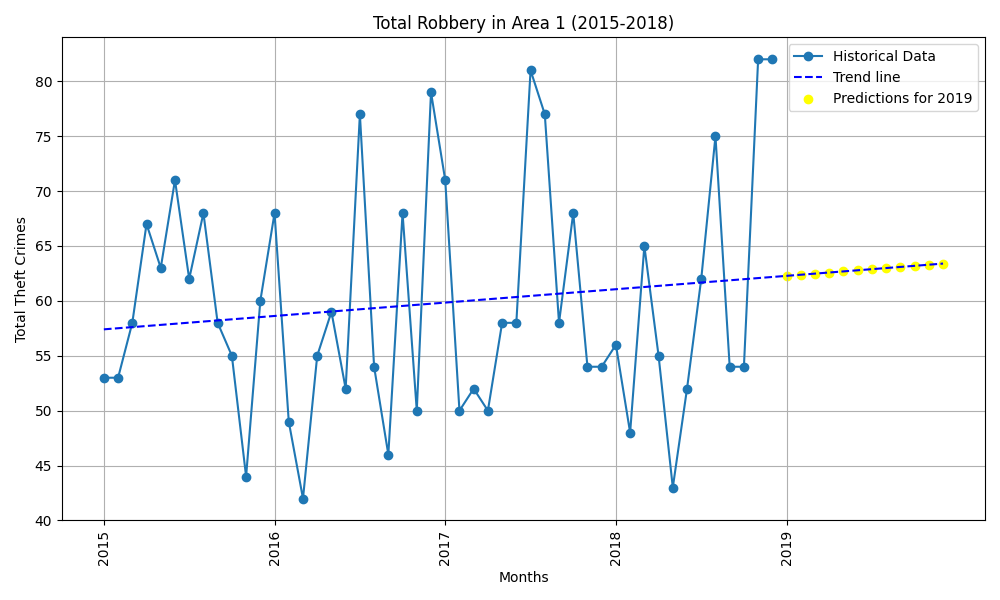 Total Robbery in Area 1 (2015-2018)
Historical Data
Trend line
Predictions for 2019
Total Theft Crimes
80
75
70
65
60
55
50
45
40
2015
2016
2017
2018
2019
Months